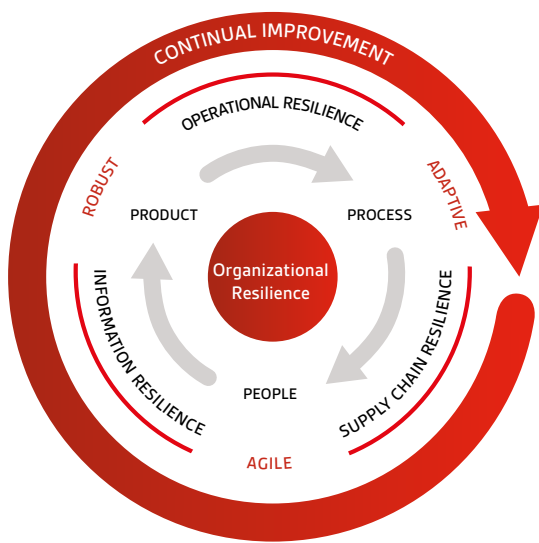 CONTINUAL IMPROVEMENT
OPERATIONAL RESILIENCE
ROBUST
ADAPTIVE
PRODUCT
PROCESS
Organizational
Resilience
INFORMATION RESILIENCE
SUPPLY CHAIN RESILIENCE
PEOPLE
AGILE